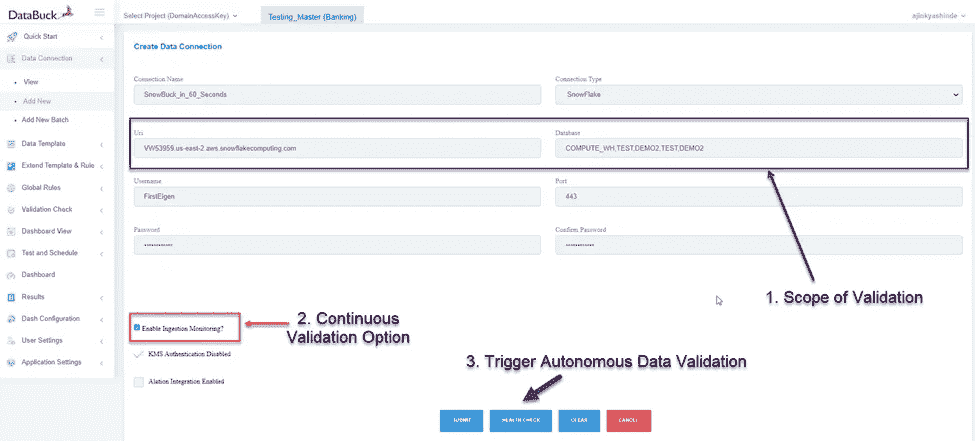 DataBuck
Select Project (DomainAccessKey)
Testing_Master (Banking)
ajinkyashinde
Quick Start
Data Connection
View
Add New
Add New Batch
Data Template
Extend Template & Rule
Global Rules
Validation Check
Dashboard View
Test and Schedule
Dashboard
Results
Dash Configuration
User Settings
Application Settings
Create Data Connection
Connection Name
Connection Type
SnowBuck_in_60_Seconds
SnowFlake
Uri
Database
VW53959.us-east-2.aws.snowflakecomputing.com
COMPUTE_WH,TEST,DEMO2,TEST,DEMO2
Username
Port
FirstEigen
443
Password
Confirm Password
1. Scope of Validation
Enable Ingestion Monitoring?
2. Continuous
Validation Option
KMS Authentication Disabled
3. Trigger Autonomous Data Validation
Alation Integration Enabled
SUBMIT
HEALTH CHECK
CLEAR
CANCEL